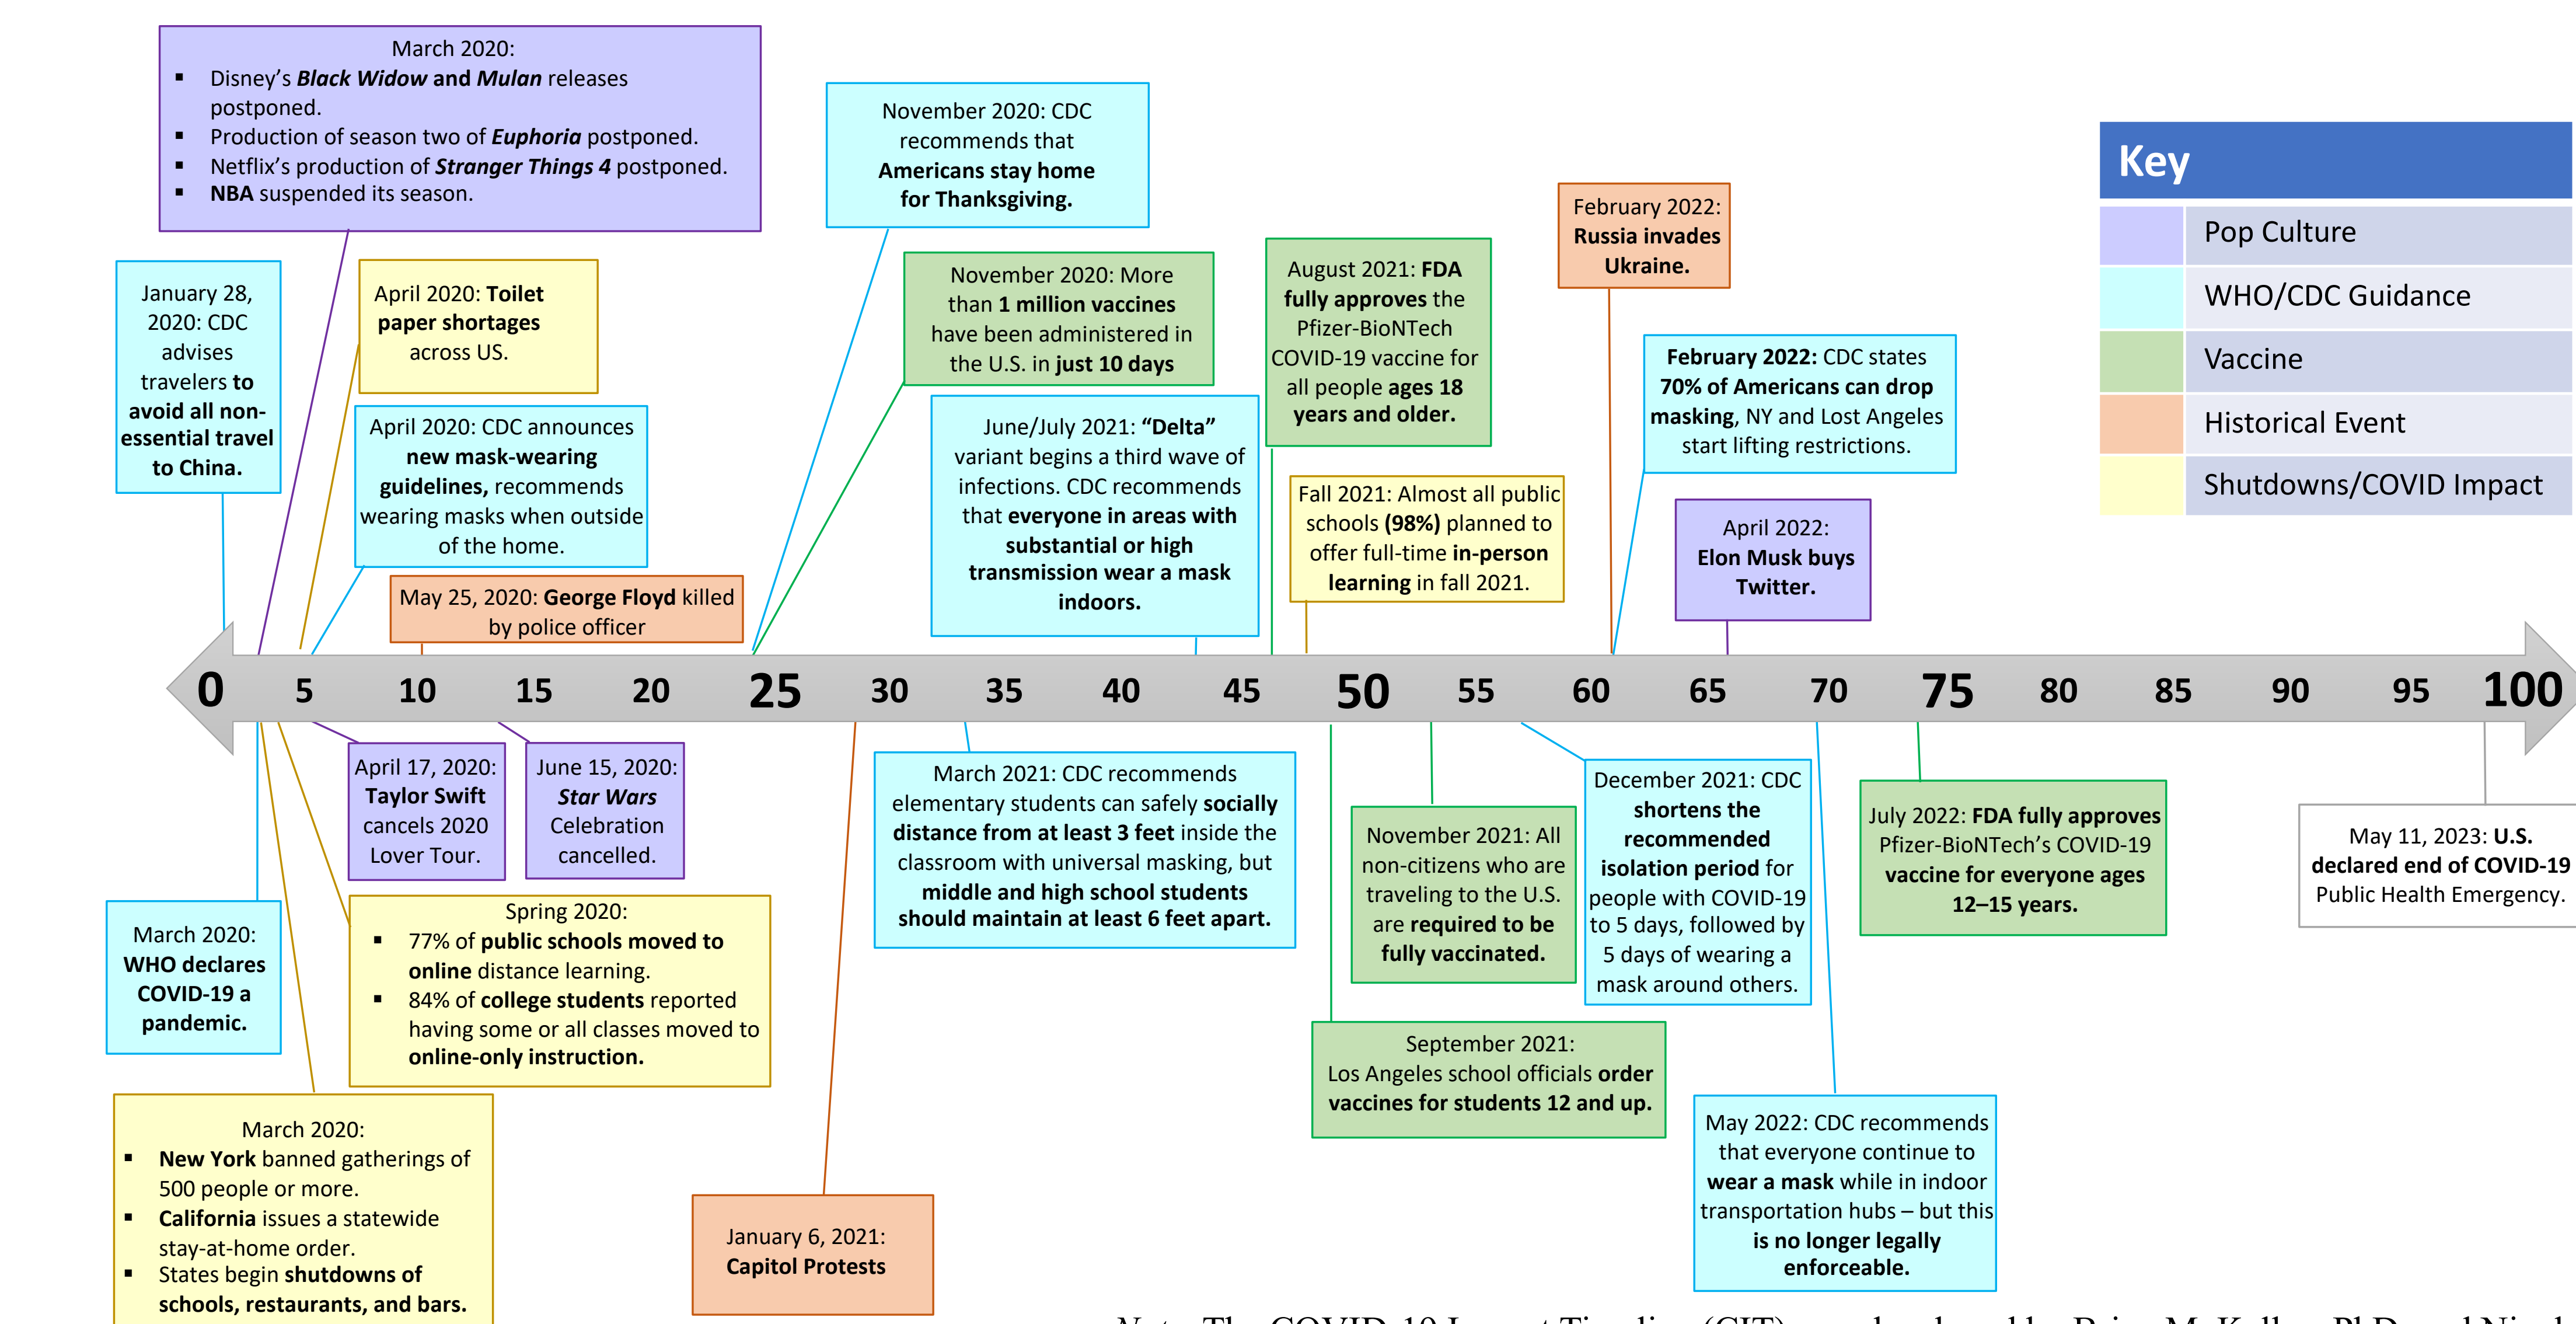 March 2020:
▪ Disney’s Black Widow and Mulan releases
postponed.
▪ Production of season two of Euphoria postponed.
▪ Netflix’s production of Stranger Things 4 postponed.
▪ NBA suspended its season.
November 2020: CDC
recommends that
Americans stay home
for Thanksgiving.
Key
Pop Culture
WHO/CDC Guidance
Vaccine
Historical Event
Shutdowns/COVID Impact
February 2022:
Russia invades
Ukraine.
January 28,
2020: CDC
advises
travelers to
avoid all non-
essential travel
to China.
April 2020: Toilet
paper shortages
across US.
November 2020: More
than 1 million vaccines
have been administered in
the U.S. in just 10 days
August 2021: FDA
fully approves the
Pfizer-BioNTech
COVID-19 vaccine for
all people ages 18
years and older.
February 2022: CDC states
70% of Americans can drop
masking, NY and Lost Angeles
start lifting restrictions.
April 2020: CDC announces
new mask-wearing
guidelines, recommends
wearing masks when outside
of the home.
June/July 2021: “Delta”
variant begins a third wave of
infections. CDC recommends
that everyone in areas with
substantial or high
transmission wear a mask
indoors.
Fall 2021: Almost all public
schools (98%) planned to
offer full-time in-person
learning in fall 2021.
April 2022:
Elon Musk buys
Twitter.
May 25, 2020: George Floyd killed
by police officer
0 5 10 15 20 25 30 35 40 45 50 55 60 65 70 75 80 85 90 95 100
April 17, 2020:
Taylor Swift
cancels 2020
Lover Tour.
June 15, 2020:
Star Wars
Celebration
cancelled.
March 2021: CDC recommends
elementary students can safely socially
distance from at least 3 feet inside the
classroom with universal masking, but
middle and high school students
should maintain at least 6 feet apart.
November 2021: All
non-citizens who are
traveling to the U.S.
are required to be
fully vaccinated.
December 2021: CDC
shortens the
recommended
isolation period for
people with COVID-19
to 5 days, followed by
5 days of wearing a
mask around others.
July 2022: FDA fully approves
Pfizer-BioNTech’s COVID-19
vaccine for everyone ages
12–15 years.
May 11, 2023: U.S.
declared end of COVID-19
Public Health Emergency.
March 2020:
WHO declares
COVID-19 a
pandemic.
Spring 2020:
▪ 77% of public schools moved to
online distance learning.
▪ 84% of college students reported
having some or all classes moved to
online-only instruction.
September 2021:
Los Angeles school officials order
vaccines for students 12 and up.
March 2020:
▪ New York banned gatherings of
500 people or more.
▪ California issues a statewide
stay-at-home order.
▪ States begin shutdowns of
schools, restaurants, and bars.
January 6, 2021:
Capitol Protests
May 2022: CDC recommends
that everyone continue to
wear a mask while in indoor
transportation hubs – but this
is no longer legally
enforceable.